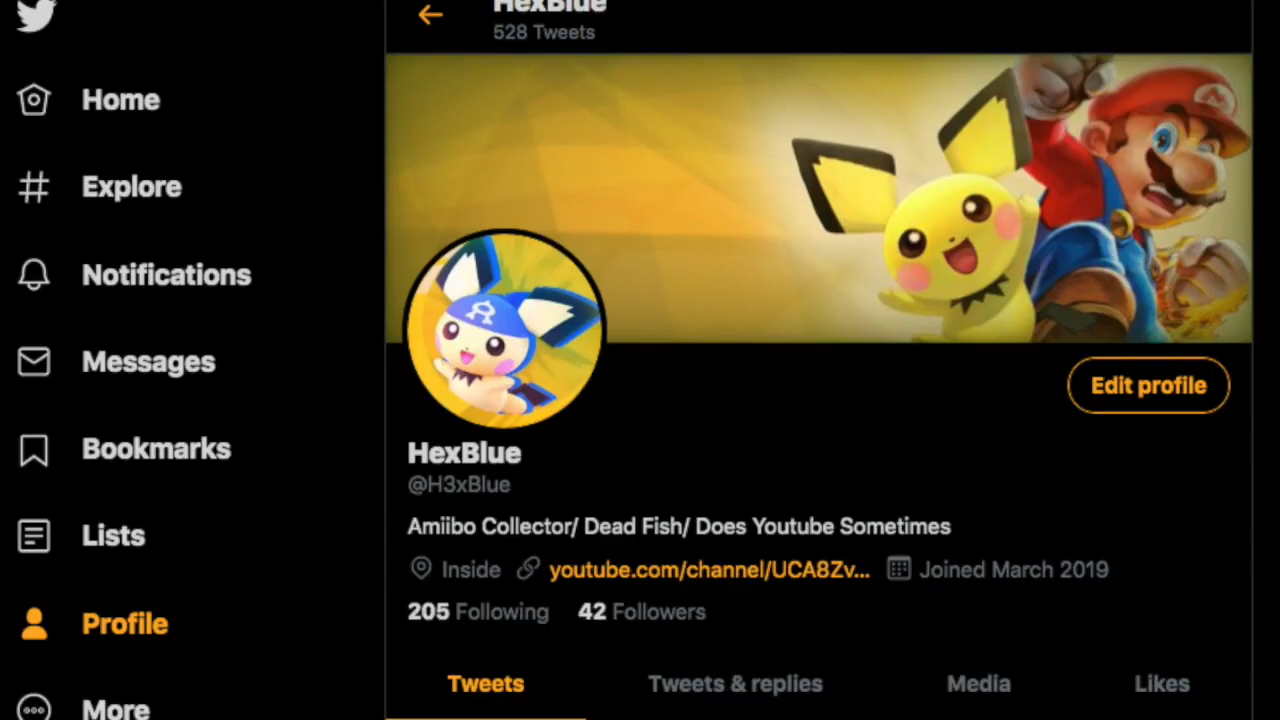 HexBlue
528 Tweets
Home
Explore
Notifications
Messages
Bookmarks
Lists
Profile
More
Edit profile
HexBlue
@H3xBlue
Amiibo Collector/ Dead Fish/ Does Youtube Sometimes
Inside youtube.com/channel/UCA8Zv... Joined March 2019
205 Following 42 Followers
Tweets Tweets & replies Media Likes